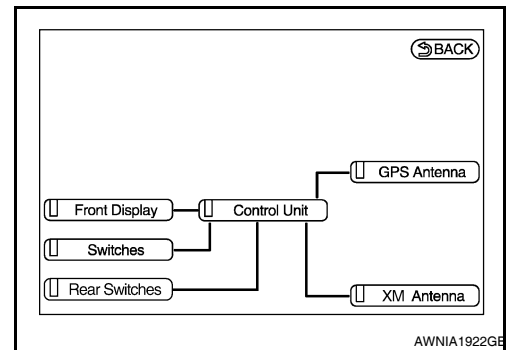 BACK
GPS Antenna
Front Display
Control Unit
Switches
Rear Switches
XM Antenna
AWNIA1922GB